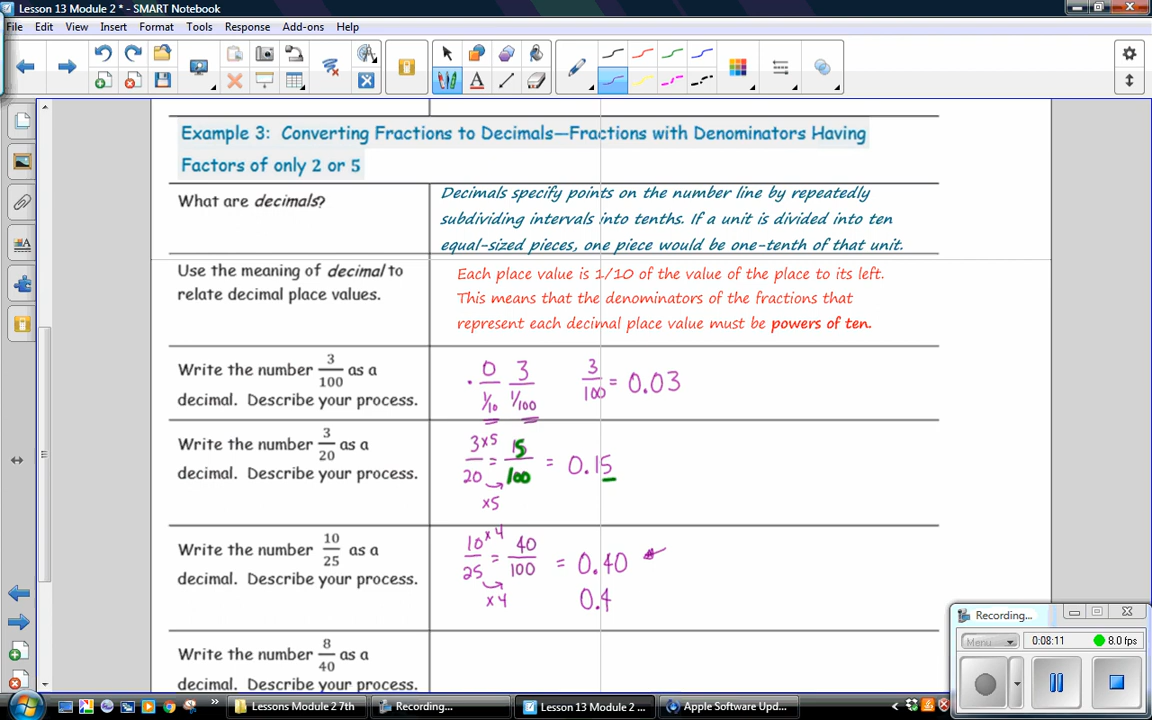 Lesson 13 Module 2 * - SMART Notebook
File Edit View Insert Format Tools Response Add-ons Help
Example 3: Converting Fractions to Decimals—Fractions with Denominators Having
Factors of only 2 or 5
What are decimals?
Decimals specify points on the number line by repeatedly
subdividing intervals into tenths. If a unit is divided into ten
equal-sized pieces, one piece would be one-tenth of that unit.
Use the meaning of decimal to
relate decimal place values.
Each place value is 1/10 of the value of the place to its left.
This means that the denominators of the fractions that
represent each decimal place value must be powers of ten.
Write the number 3/100 as a
decimal. Describe your process.
. 0 3
1/10 1/100
3/100 = 0.03
Write the number 3/20 as a
decimal. Describe your process.
3 x5
20 = 15/100 = 0.15
x5
Write the number 10/25 as a
decimal. Describe your process.
10 x4
25 = 40/100 = 0.40
x4 0.4
Write the number 8/40 as a
decimal. Describe your process.
Recording...
Menu 0:08:11 8.0 fps
Lessons Module 2 7th Recording... Lesson 13 Module 2 ... Apple Software Upd... 8:20 AM